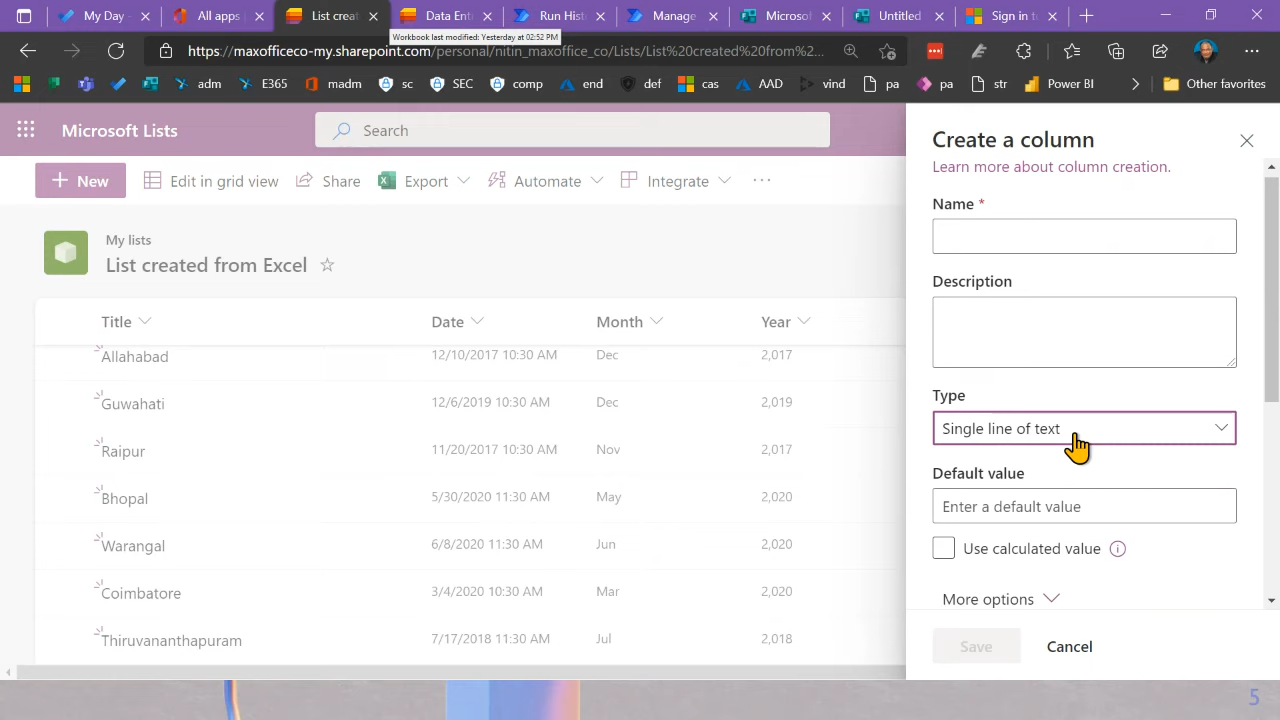 My Day -
All apps
List creat
Data Ent
Run Hist
Manage
Microso
Untitled
Sign in t
Workbook last modified: Yesterday at 02:52 PM
https://maxofficeco-my.sharepoint.com/personal/nitin_maxoffice_co/Lists/List%20created%20from%2...
adm
E365
madm
sc
SEC
comp
end
def
cas
AAD
vind
pa
pa
str
Power BI
Other favorites
Microsoft Lists
Search
New
Edit in grid view
Share
Export
Automate
Integrate
...
My lists
List created from Excel
Title
Date
Month
Year
Allahabad
12/10/2017 10:30 AM
Dec
2,017
Guwahati
12/6/2019 10:30 AM
Dec
2,019
Raipur
11/20/2017 10:30 AM
Nov
2,017
Bhopal
5/30/2020 11:30 AM
May
2,020
Warangal
6/8/2020 11:30 AM
Jun
2,020
Coimbatore
3/4/2020 10:30 AM
Mar
2,020
Thiruvananthapuram
7/17/2018 11:30 AM
Jul
2,018
Create a column
Learn more about column creation.
Name *
Description
Type
Single line of text
Default value
Enter a default value
Use calculated value
More options
Save
Cancel
5